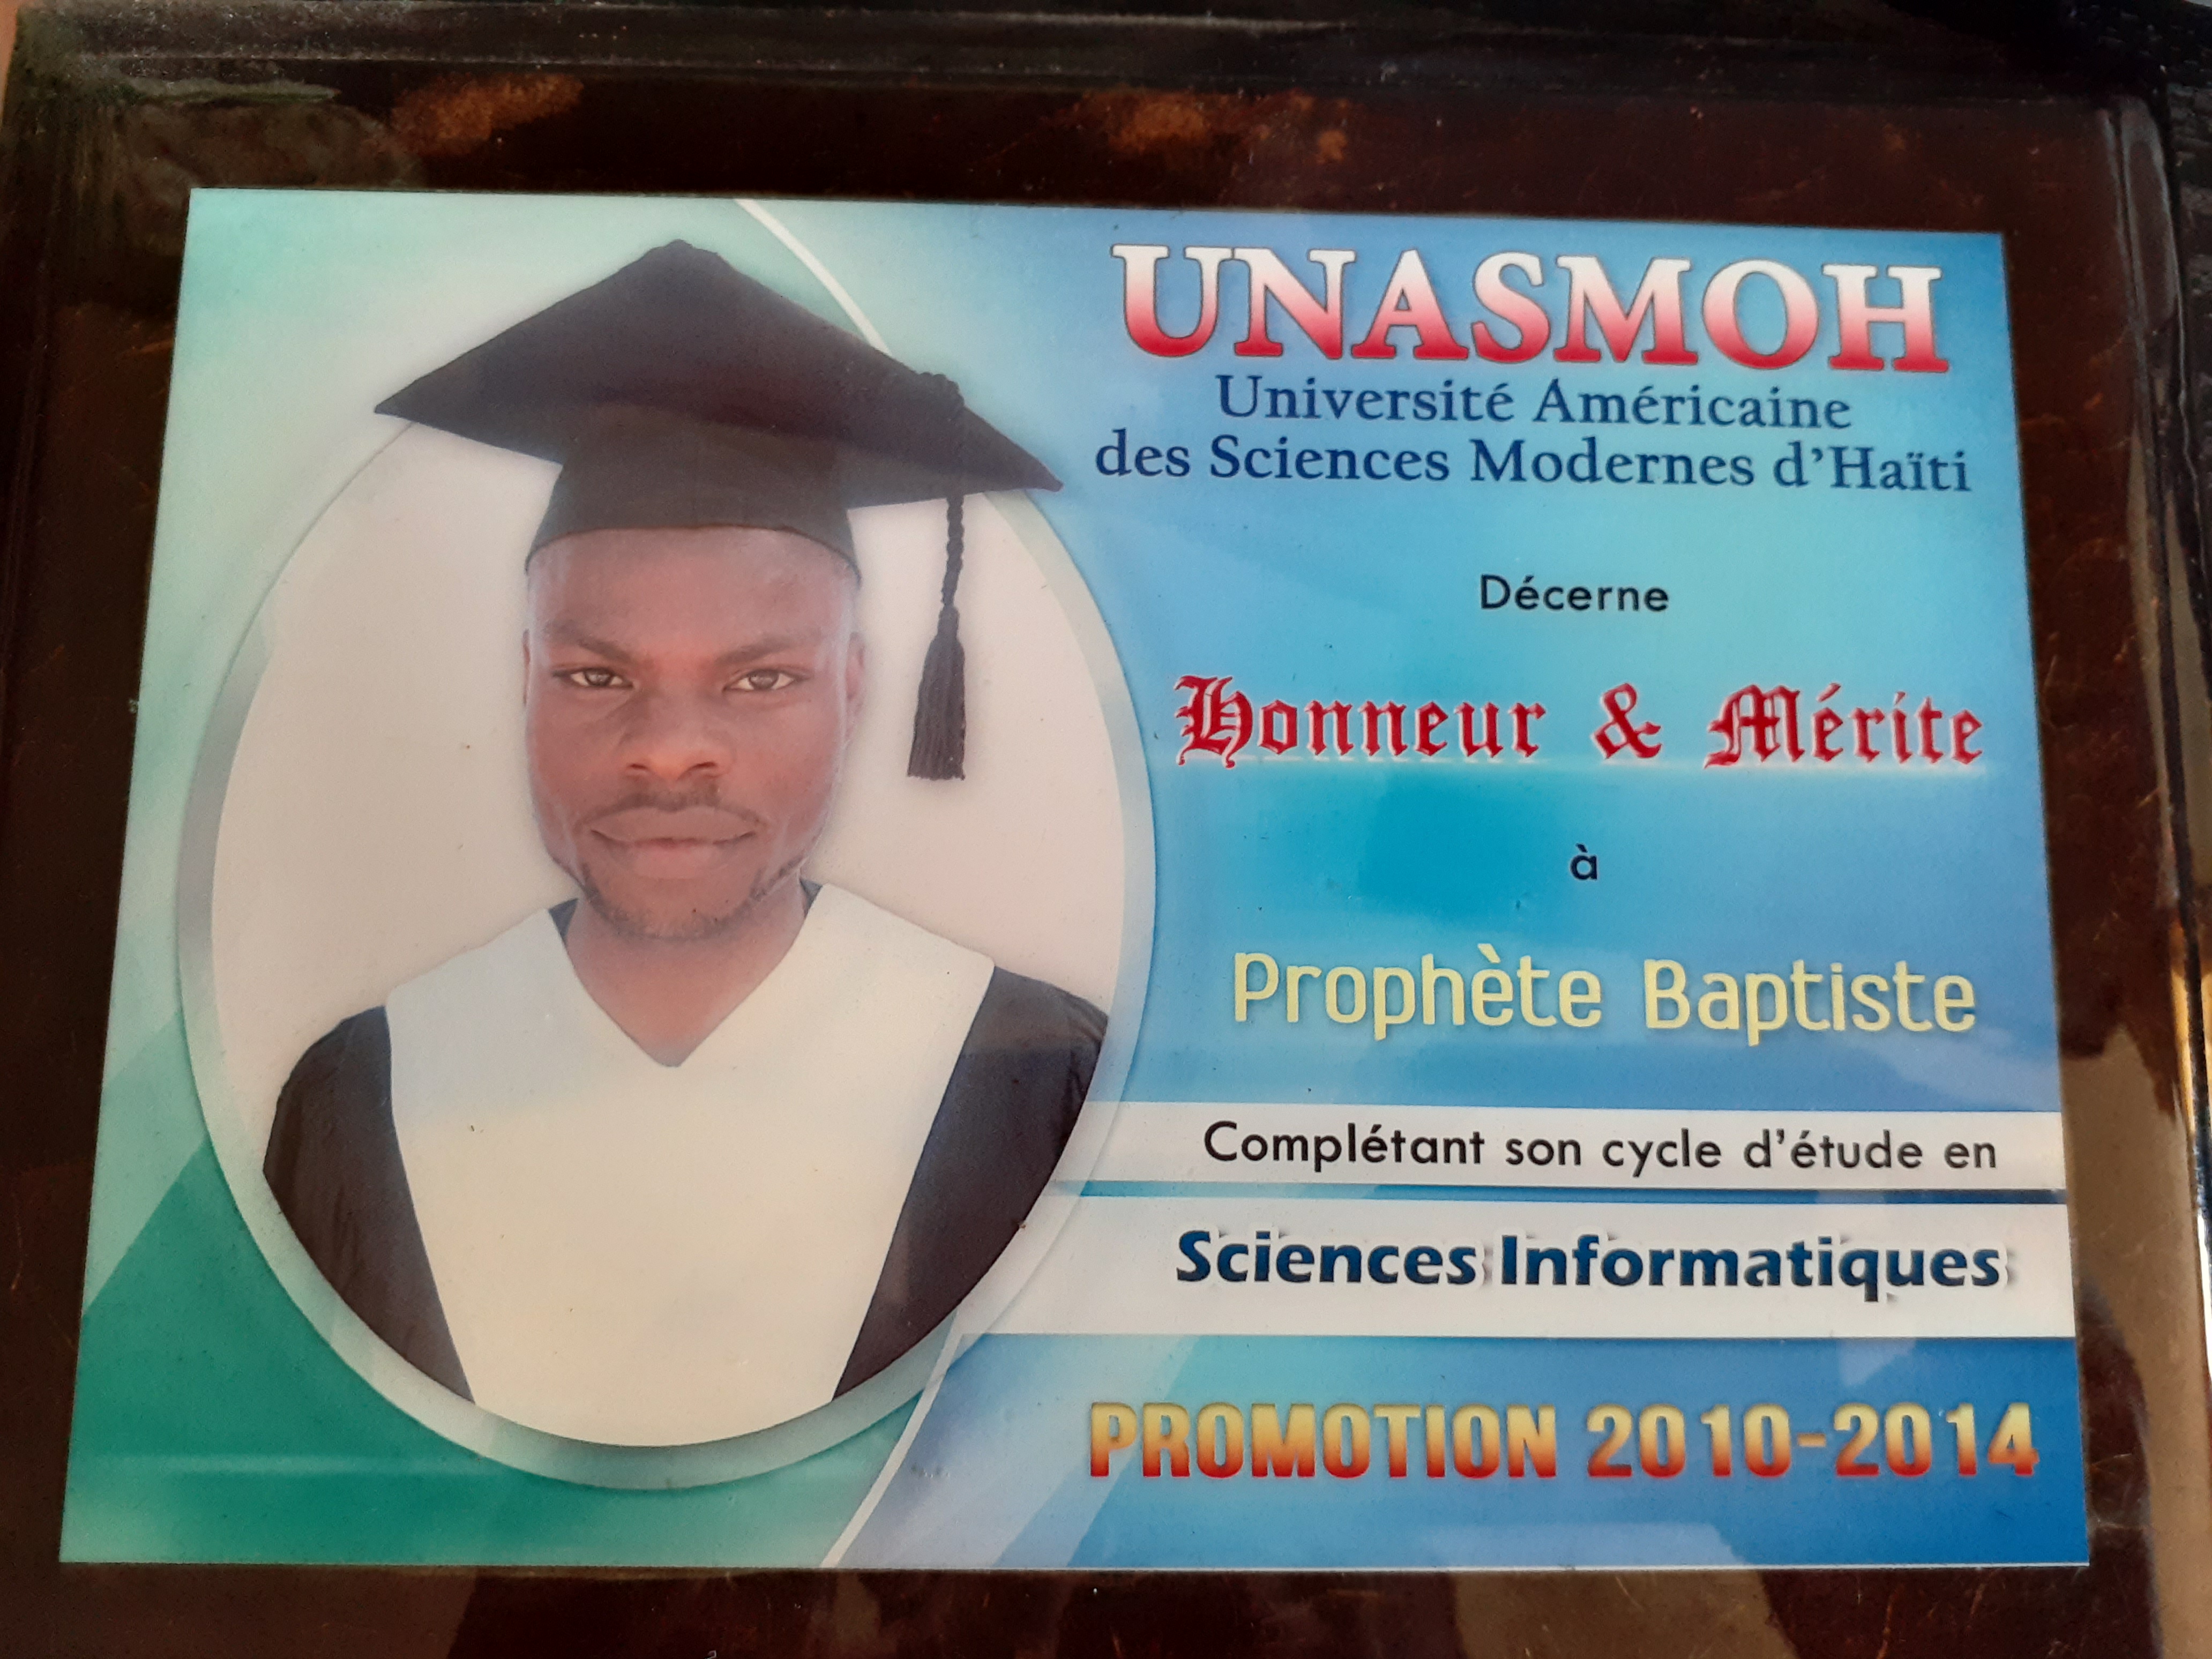 UNASMOH
Université Américaine
des Sciences Modernes d'Haïti
Décerne
Honneur & Mérite
à
Prophète Baptiste
Complétant son cycle d'étude en
Sciences Informatiques
PROMOTION 2010-2014